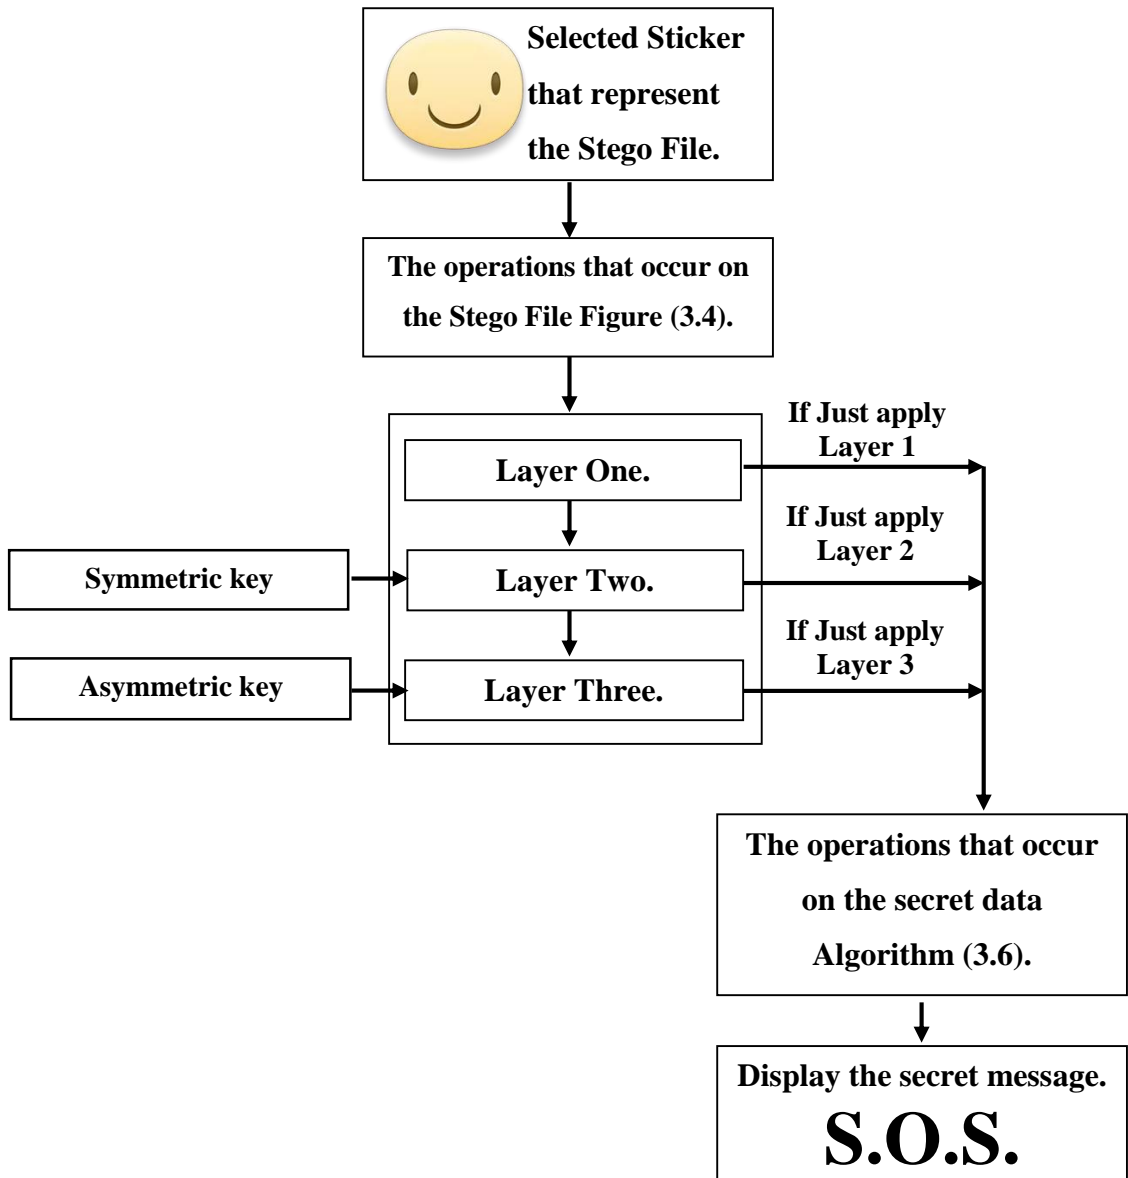 Selected Sticker
that represent
the Stego File.
The operations that occur on
the Stego File Figure (3.4).
If Just apply
Layer 1
Layer One.
If Just apply
Layer 2
Symmetric key
Layer Two.
If Just apply
Layer 3
Asymmetric key
Layer Three.
The operations that occur
on the secret data
Algorithm (3.6).
Display the secret message.
S.O.S.